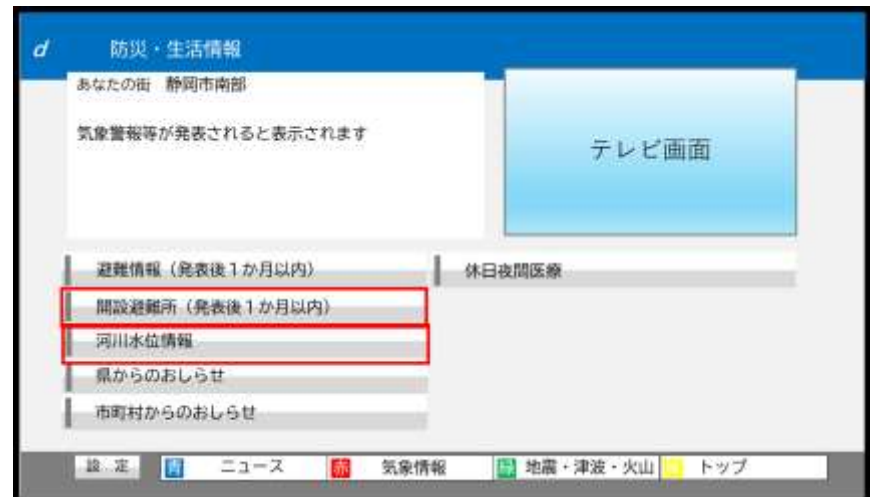 d 防災・生活情報
あなたの街 静岡市南部
気象警報等が発表されると表示されます
テレビ画面
避難情報(発表後1か月以内)
休日夜間医療
開設避難所(発表後1か月以内)
河川水位情報
県からのおしらせ
市町村からのおしらせ
設 定 青 ニュース 赤 気象情報 緑 地震・津波・火山 トップ